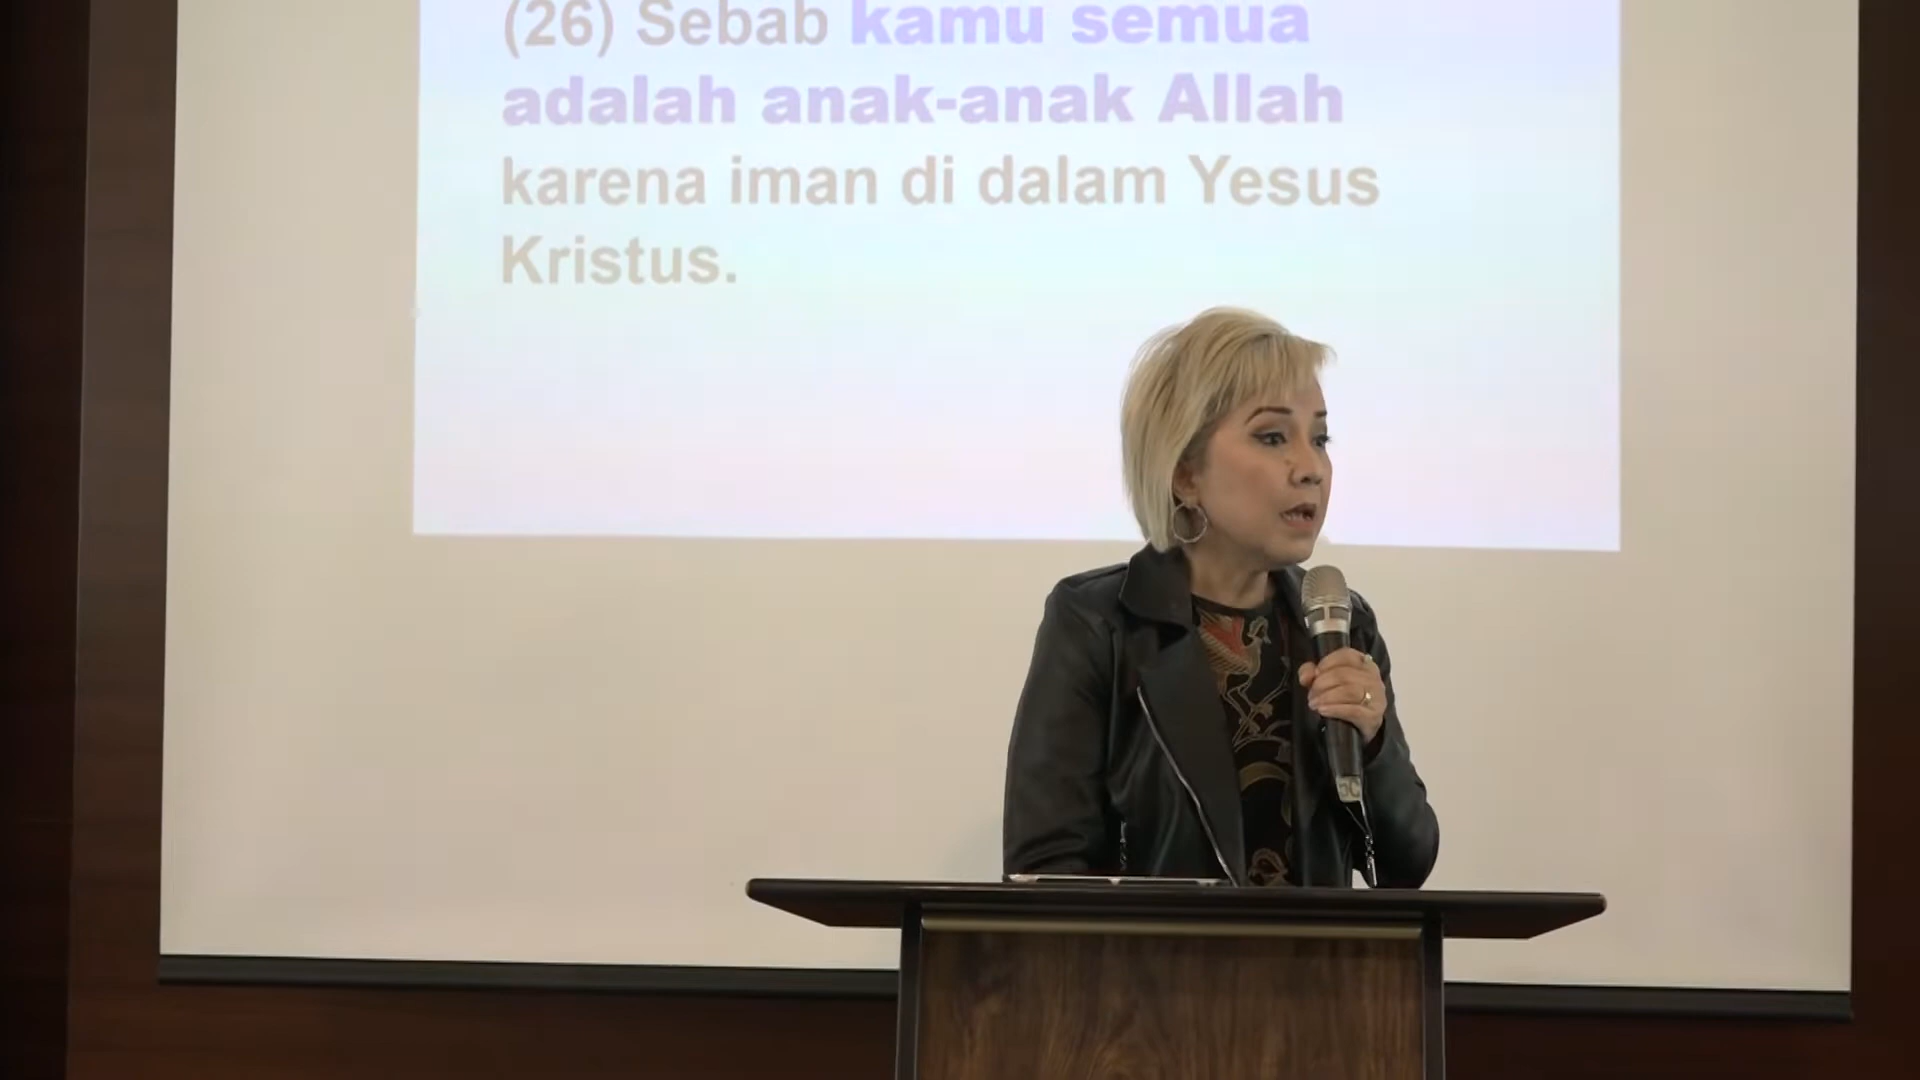 (26) Sebab kamu semua
adalah anak-anak Allah
karena iman di dalam Yesus
Kristus.